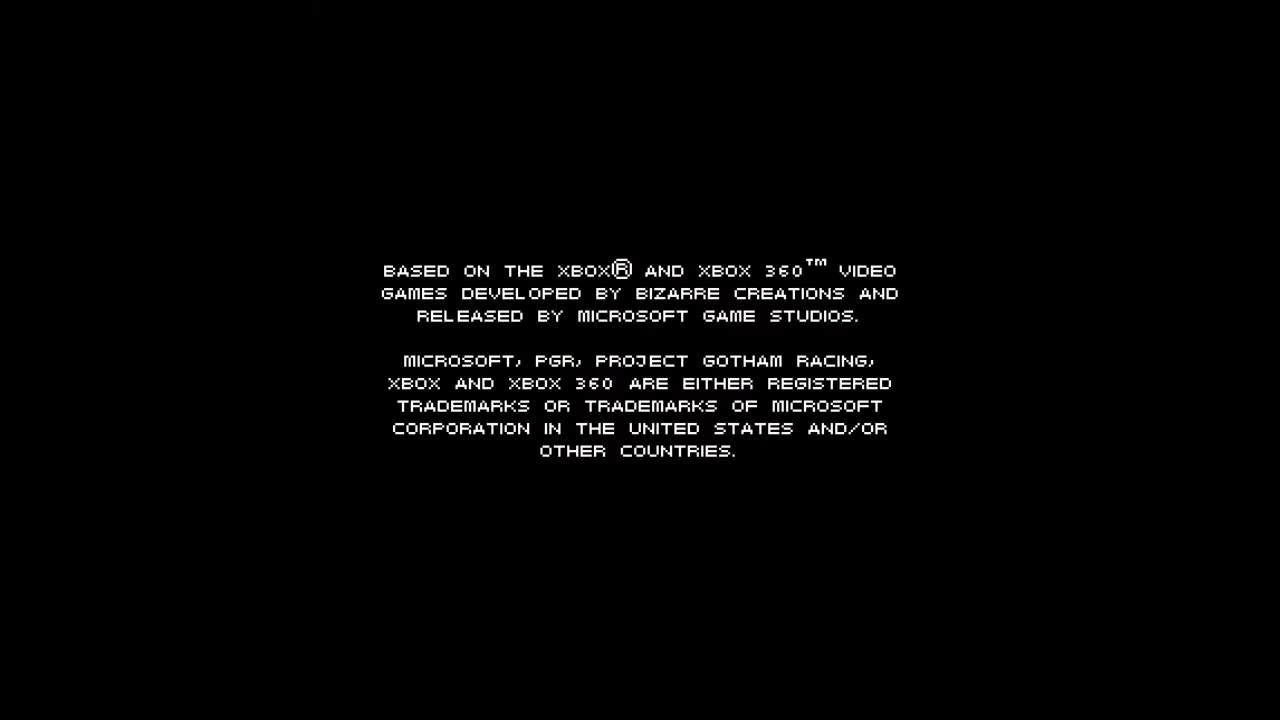 BASED ON THE XBOX® AND XBOX 360™ VIDEO
GAMES DEVELOPED BY BIZARRE CREATIONS AND
RELEASED BY MICROSOFT GAME STUDIOS.
MICROSOFT, PGR, PROJECT GOTHAM RACING,
XBOX AND XBOX 360 ARE EITHER REGISTERED
TRADEMARKS OR TRADEMARKS OF MICROSOFT
CORPORATION IN THE UNITED STATES AND/OR
OTHER COUNTRIES.